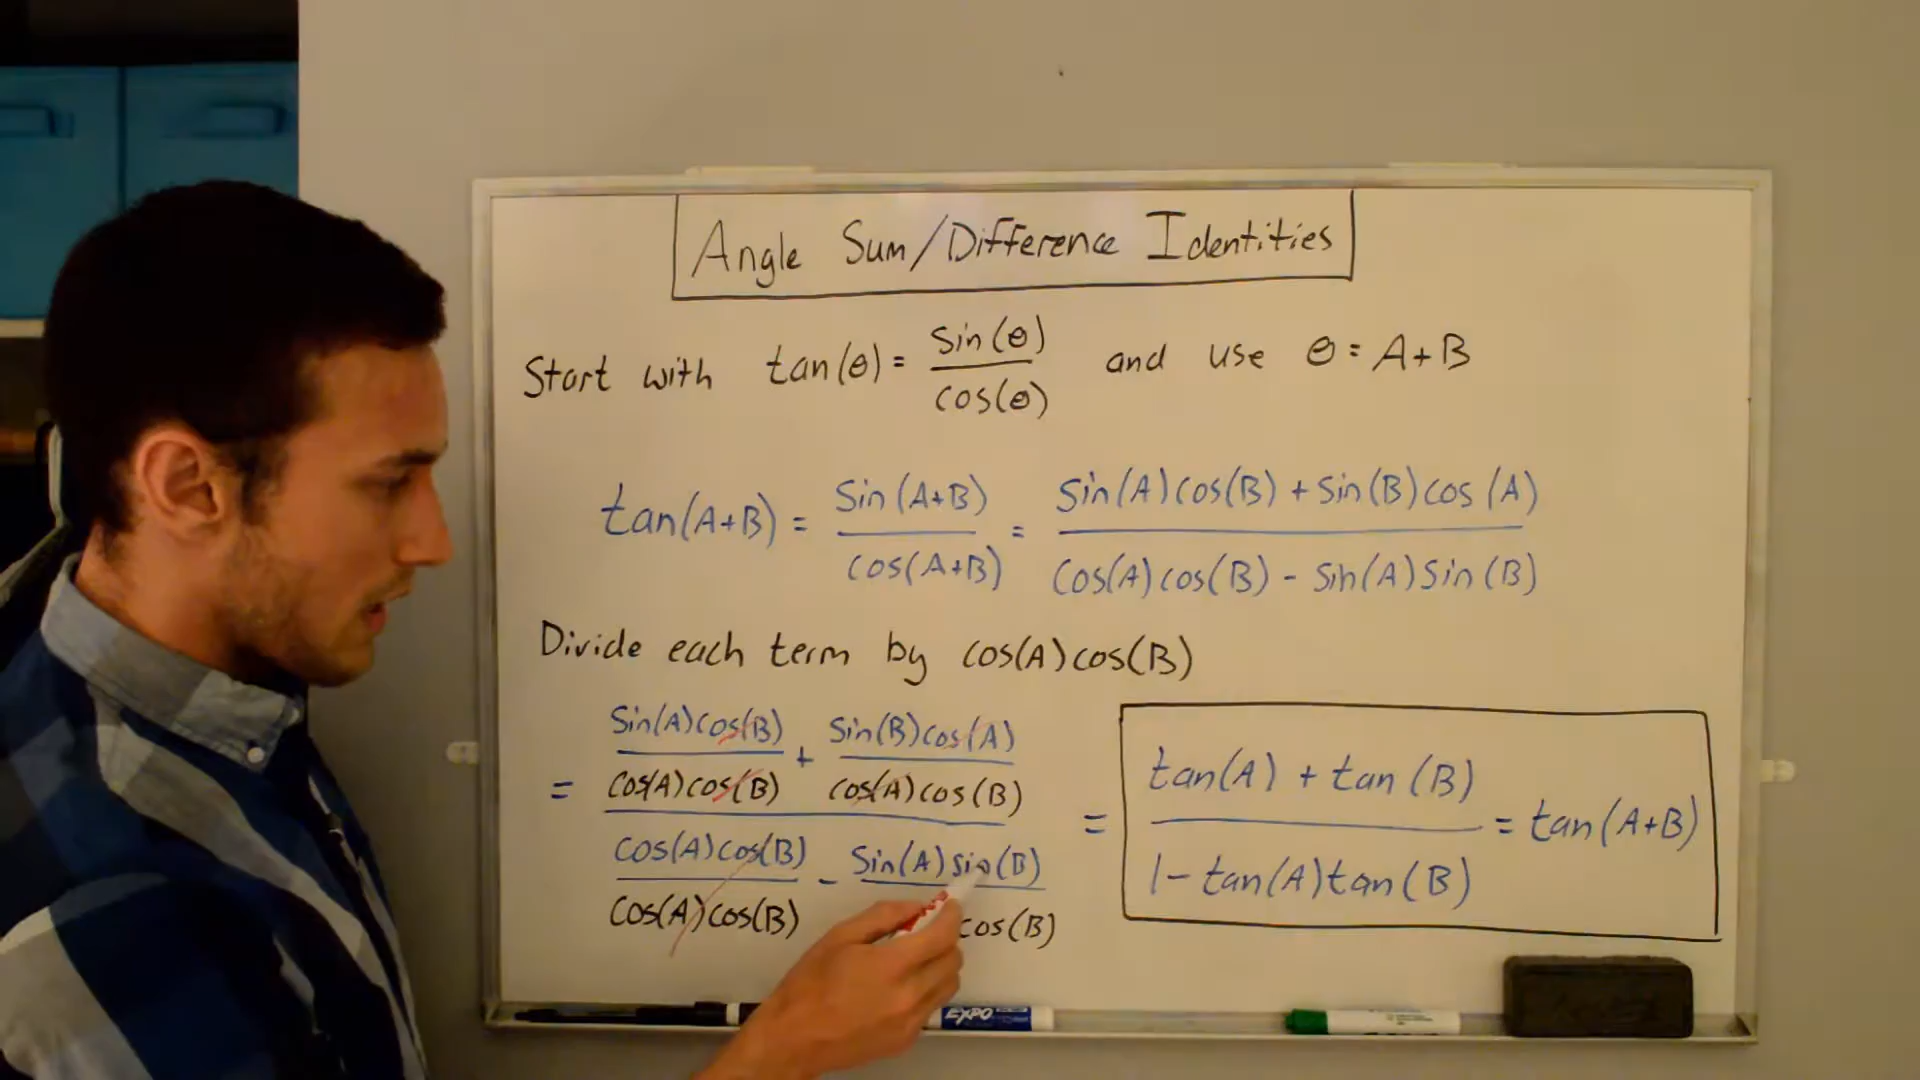 Angle Sum/Difference Identities
Start with tan(θ) = sin(θ)/cos(θ) and use θ = A+B
tan(A+B) = sin(A+B)/cos(A+B) = sin(A)cos(B) + sin(B)cos(A)/cos(A)cos(B) - sin(A)sin(B)
Divide each term by cos(A)cos(B)
= sin(A)cos(B)/cos(A)cos(B) + sin(B)cos(A)/cos(A)cos(B)
cos(A)cos(B)/cos(A)cos(B) - sin(A)sin(B)/cos(B)
= tan(A) + tan(B)/1 - tan(A)tan(B) = tan(A+B)
EXPO